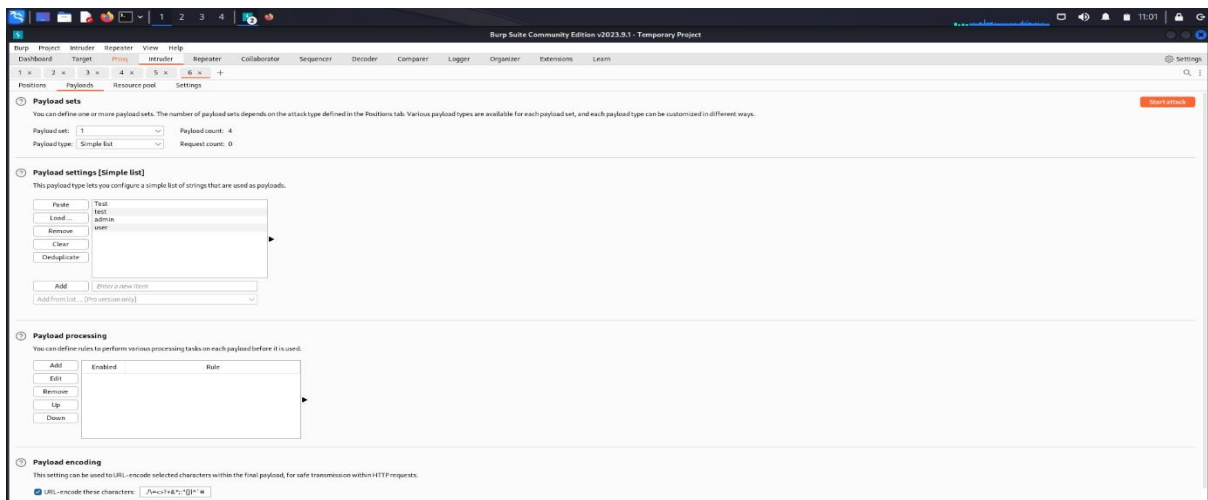 1 2 3 4 2 11:01
Burp Suite Community Edition v2023.9.1 - Temporary Project
Burp Project Intruder Repeater View Help
Dashboard Target Proxy Intruder Repeater Collaborator Sequencer Decoder Comparer Logger Organizer Extensions Learn Settings
1 × 2 × 3 × 4 × 5 × 6 × +
Positions Payloads Resource pool Settings
Payload sets Start attack
You can define one or more payload sets. The number of payload sets depends on the attack type defined in the Positions tab. Various payload types are available for each payload set, and each payload type can be customized in different ways.
Payload set: 1 Payload count: 4
Payload type: Simple list Request count: 0
Payload settings [Simple list]
This payload type lets you configure a simple list of strings that are used as payloads.
Paste Test
test
Load ... admin
Remove user
Clear
Deduplicate
Add Enter a new item
Add from list ... [Pro version only]
Payload processing
You can define rules to perform various processing tasks on each payload before it is used.
Add Enabled Rule
Edit
Remove
Up
Down
Payload encoding
This setting can be used to URL-encode selected characters within the final payload, for safe transmission within HTTP requests.
URL-encode these characters: ./\=<>?+&*;:"{}|^`#